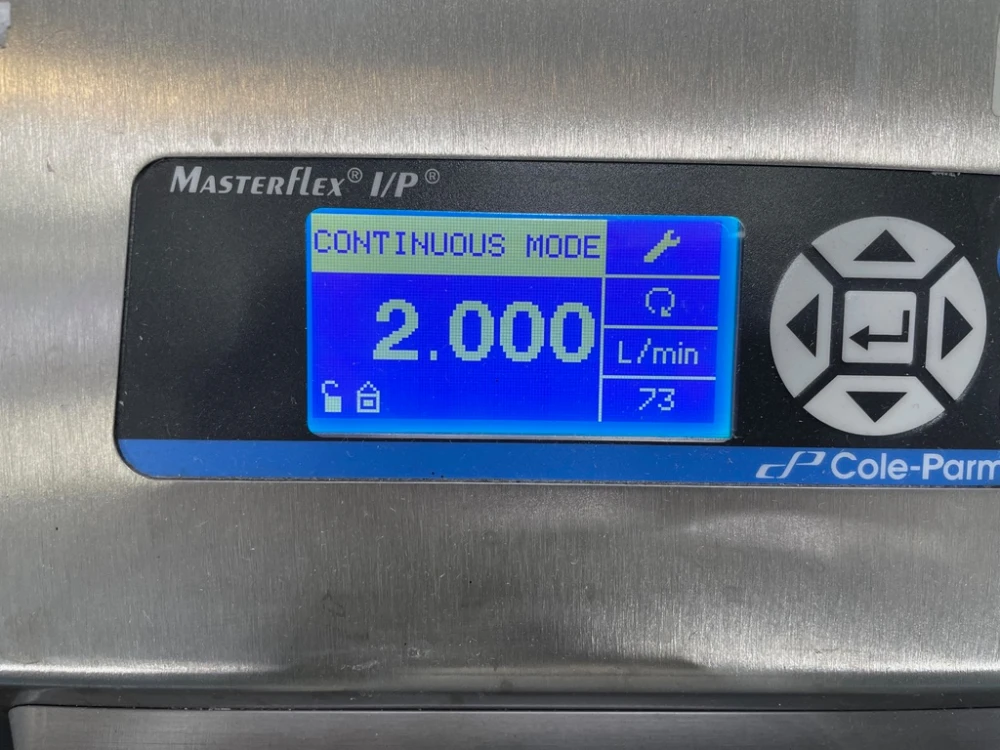 MASTERFLEX® I/P®
CONTINUOUS MODE
2.000
L/min
73
Cole-Parm